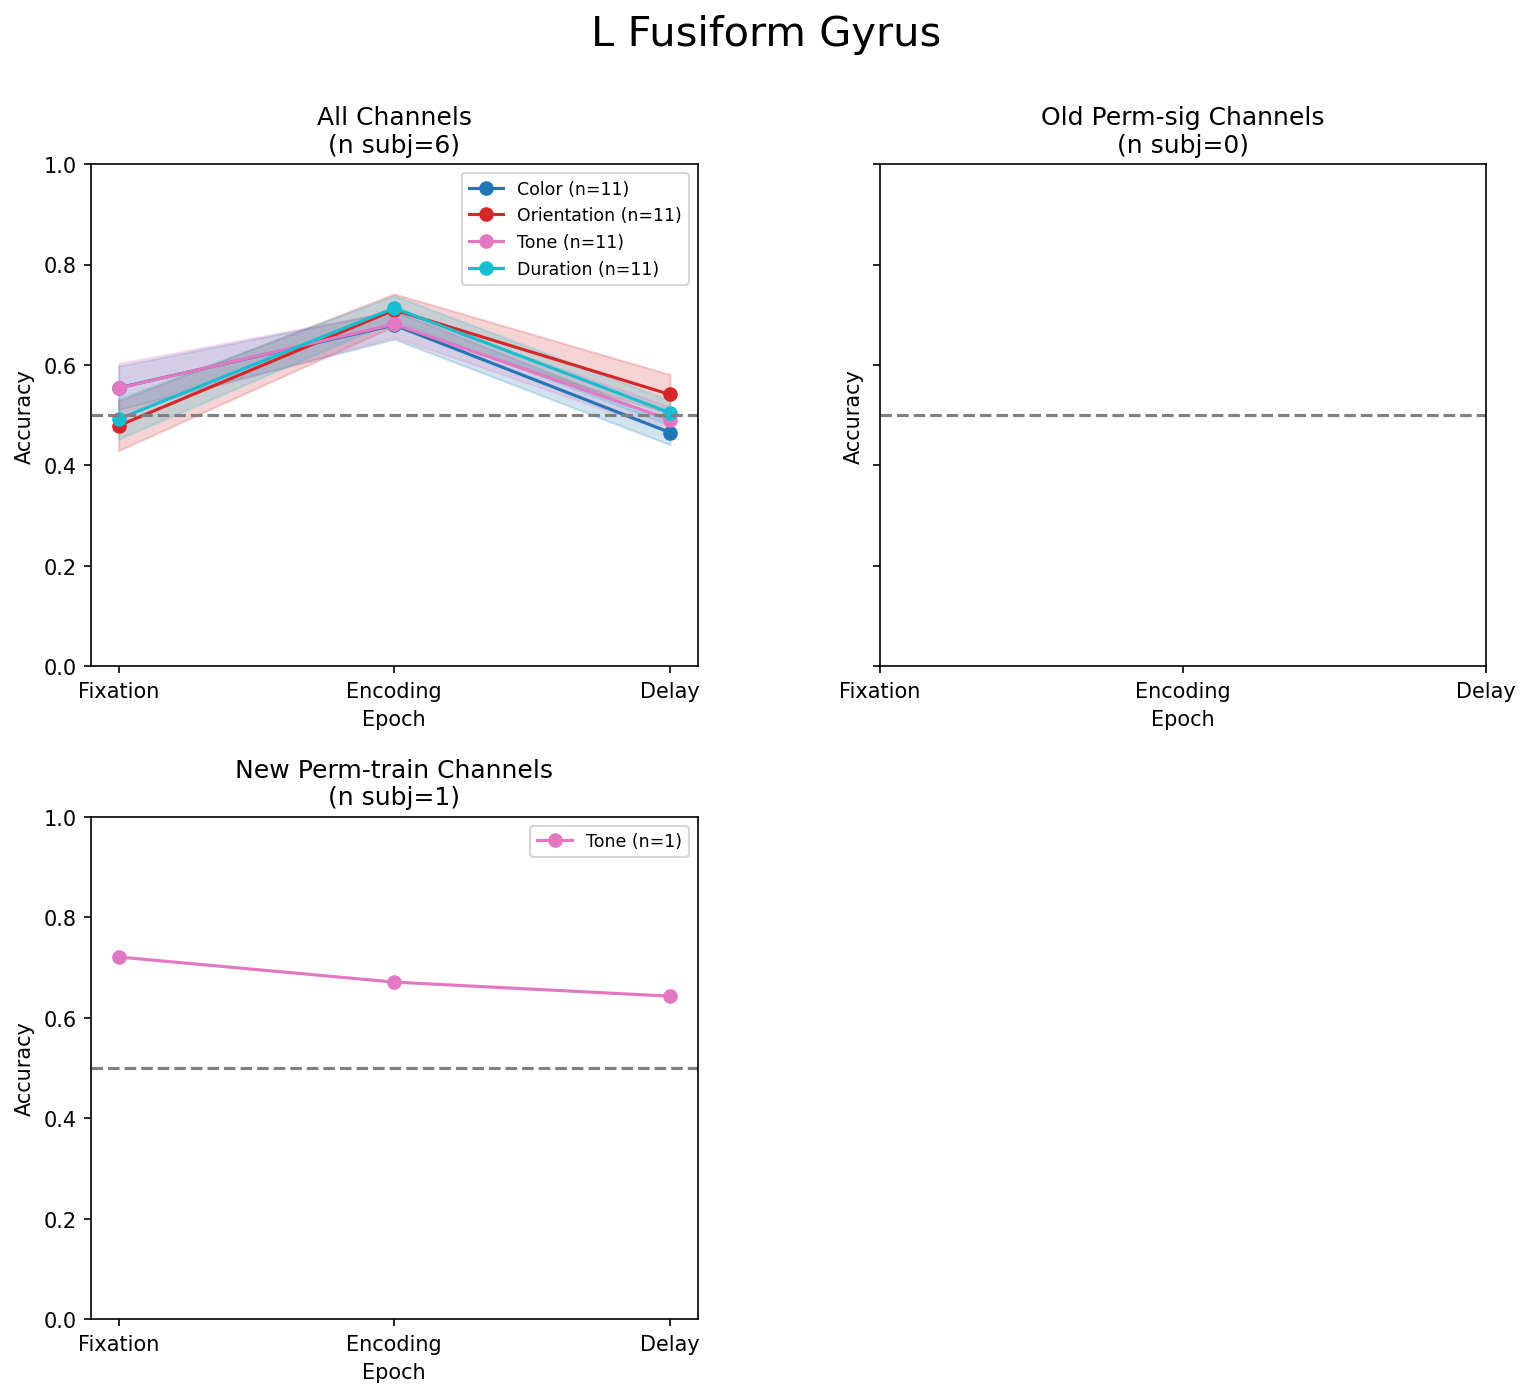 L Fusiform Gyrus
All Channels
(n subj=6)
Accuracy
1.0
0.8
0.6
0.4
0.2
0.0
Color (n=11)
Orientation (n=11)
Tone (n=11)
Duration (n=11)
Fixation
Encoding
Delay
Epoch
Old Perm-sig Channels
(n subj=0)
Accuracy
Fixation
Encoding
Delay
Epoch
New Perm-train Channels
(n subj=1)
Accuracy
1.0
0.8
0.6
0.4
0.2
0.0
Tone (n=1)
Fixation
Encoding
Delay
Epoch